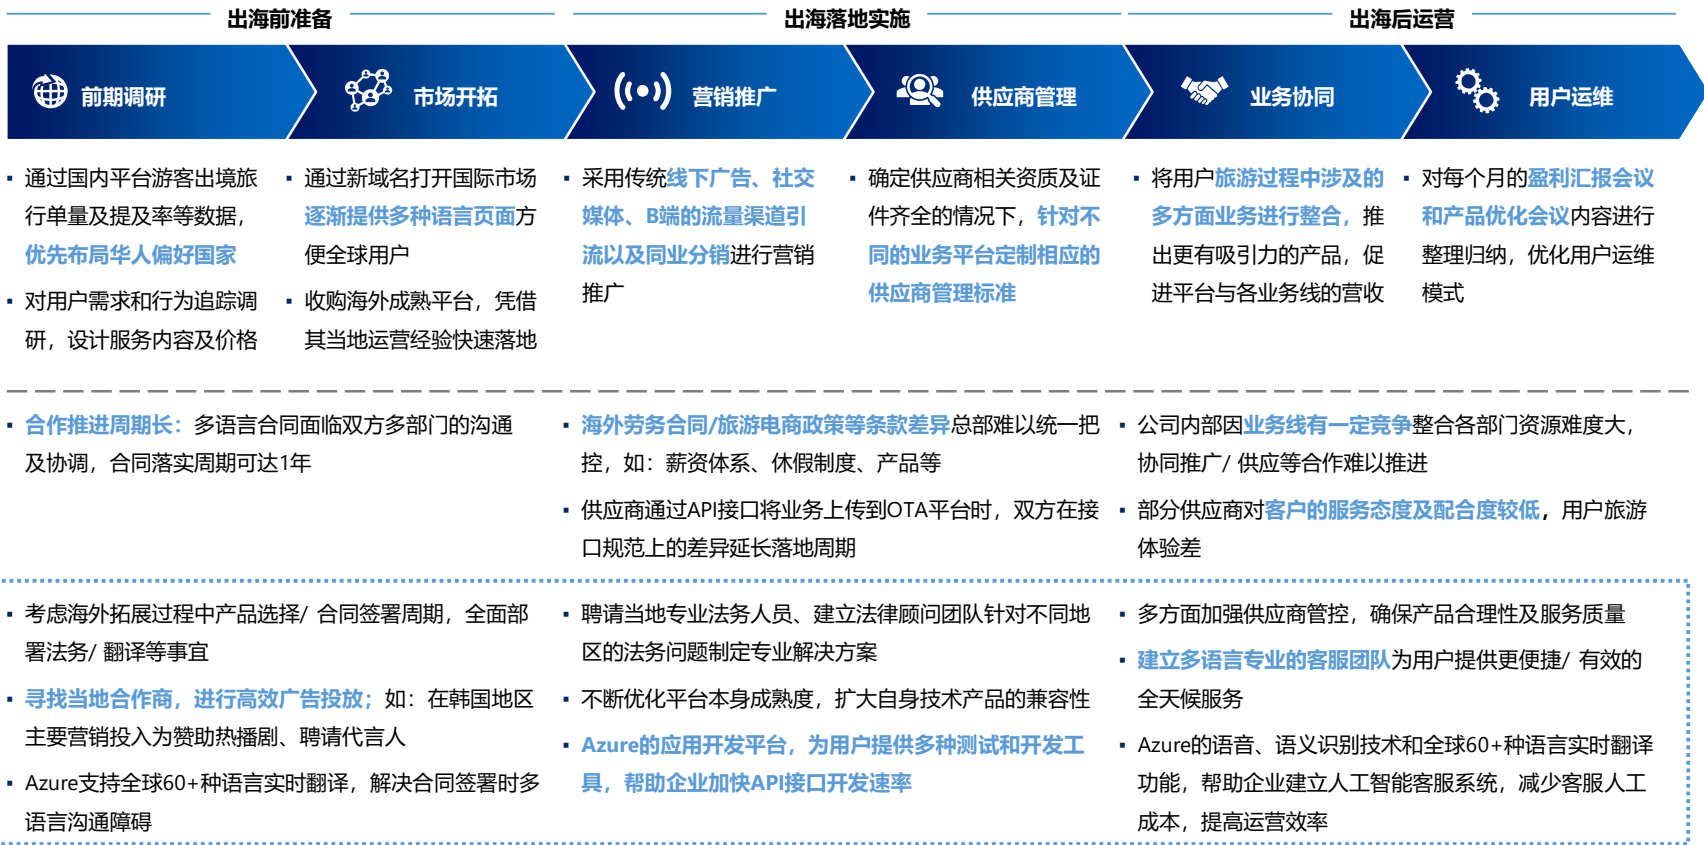 出海前准备
出海落地实施
出海后运营
前期调研
市场开拓
营销推广
供应商管理
业务协同
用户运维
▪ 通过国内平台游客出境旅
行单量及提及率等数据，
优先布局华人偏好国家
▪ 对用户需求和行为追踪调
研，设计服务内容及价格
▪ 通过新域名打开国际市场
逐渐提供多种语言页面方
便全球用户
▪ 收购海外成熟平台，凭借
其当地运营经验快速落地
▪ 采用传统线下广告、社交
媒体、B端的流量渠道引
流以及同业分销进行营销
推广
▪ 确定供应商相关资质及证
件齐全的情况下，针对不
同的业务平台定制相应的
供应商管理标准
▪ 将用户旅游过程中涉及的
多方面业务进行整合，推
出更有吸引力的产品，促
进平台与各业务线的营收
▪ 对每个月的盈利汇报会议
和产品优化会议内容进行
整理归纳，优化用户运维
模式
▪ 合作推进周期长：多语言合同面临双方多部门的沟通
及协调，合同落实周期可达1年
▪ 海外劳务合同/旅游电商政策等条款差异总部难以统一把
控，如：薪资体系、休假制度、产品等
▪ 供应商通过API接口将业务上传到OTA平台时，双方在接
口规范上的差异延长落地周期
▪ 公司内部因业务线有一定竞争整合各部门资源难度大，
协同推广/ 供应等合作难以推进
▪ 部分供应商对客户的服务态度及配合度较低，用户旅游
体验差
▪ 考虑海外拓展过程中产品选择/ 合同签署周期，全面部
署法务/ 翻译等事宜
▪ 寻找当地合作商，进行高效广告投放；如：在韩国地区
主要营销投入为赞助热播剧、聘请代言人
▪ Azure支持全球60+种语言实时翻译，解决合同签署时多
语言沟通障碍
▪ 聘请当地专业法务人员、建立法律顾问团队针对不同地
区的法务问题制定专业解决方案
▪ 不断优化平台本身成熟度，扩大自身技术产品的兼容性
▪ Azure的应用开发平台，为用户提供多种测试和开发工
具，帮助企业加快API接口开发速率
▪ 多方面加强供应商管控，确保产品合理性及服务质量
▪ 建立多语言专业的客服团队为用户提供更便捷/ 有效的
全天候服务
▪ Azure的语音、语义识别技术和全球60+种语言实时翻译
功能，帮助企业建立人工智能客服系统，减少客服人工
成本，提高运营效率